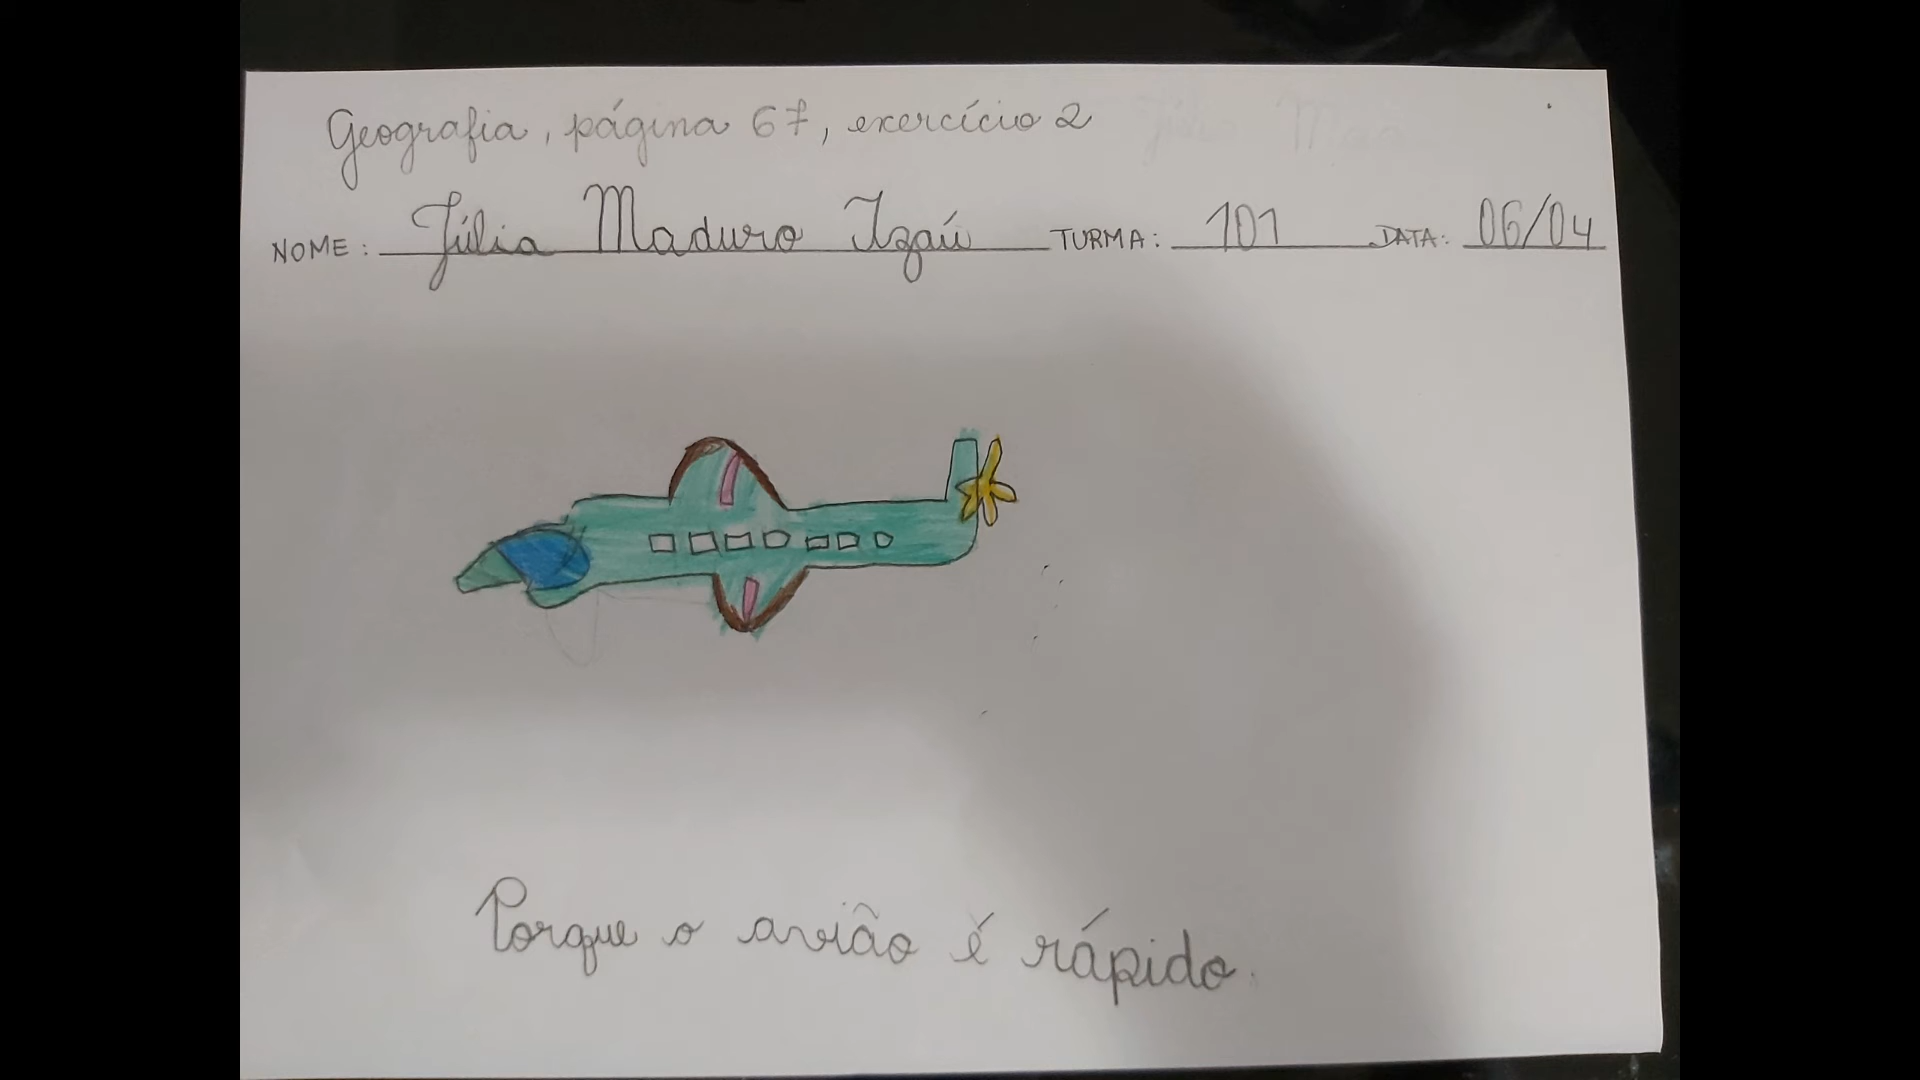 Geografia, página 67, exercício 2
NOME: Júlia Maduro Izaú TURMA: 101 DATA: 06/04
Porque o avião é rápido.